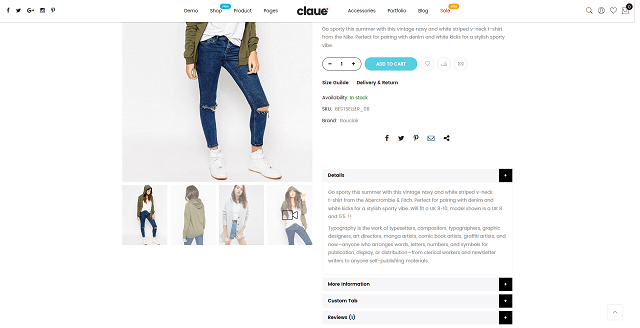 Demo Shop Product Pages claue Accessories Portfolio Blog Sale
0
Go sporty this summer with this vintage navy and white striped v-neck t-shirt
from the Nike. Perfect for pairing with denim and white kicks for a stylish sporty
vibe.
− 1 + ADD TO CART
Size Guide Delivery & Return
Availability: In stock
SKU: BESTSELLER_08
Brand:
Details +
Go sporty this summer with this vintage navy and white striped v-neck
t-shirt from the Abercrombie & Fitch. Perfect for pairing with denim and
white kicks for a stylish sporty vibe. Will fit a UK 8-10, model shown is a UK 8
and 5'5. !!
Typography is the work of typesetters, compositors, typographers, graphic
designers, art directors, manga artists, comic book artists, graffiti artists, and
now—anyone who arranges words, letters, numbers, and symbols for
publication, display, or distribution—from clerical workers and newsletter
writers to anyone self-publishing materials.
More Information +
Custom Tab +
Reviews (1) +